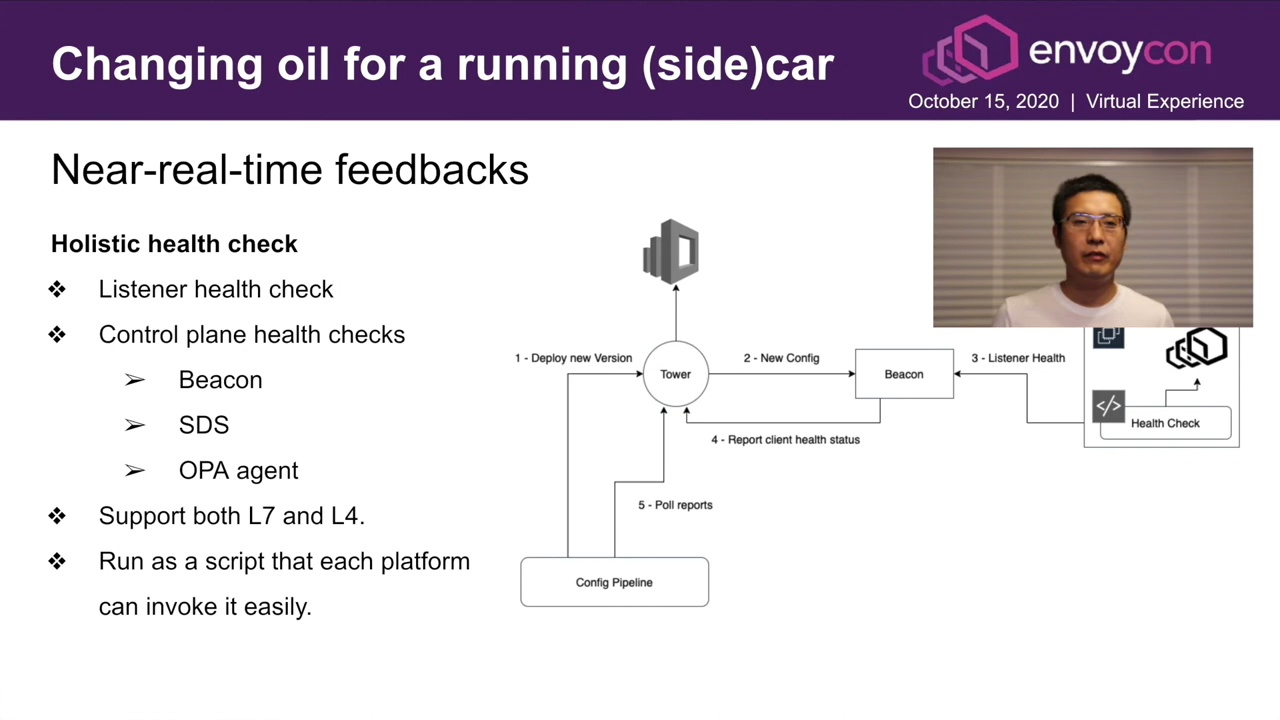 Changing oil for a running (side)car
envoycon
October 15, 2020 | Virtual Experience
Near-real-time feedbacks
Holistic health check
❖ Listener health check
❖ Control plane health checks
➢ Beacon
➢ SDS
➢ OPA agent
❖ Support both L7 and L4.
❖ Run as a script that each platform
can invoke it easily.
1 - Deploy new Version
Tower
2 - New Config
Beacon
3 - Listener Health
</>
Health Check
4 - Report client health status
5 - Poll reports
Config Pipeline